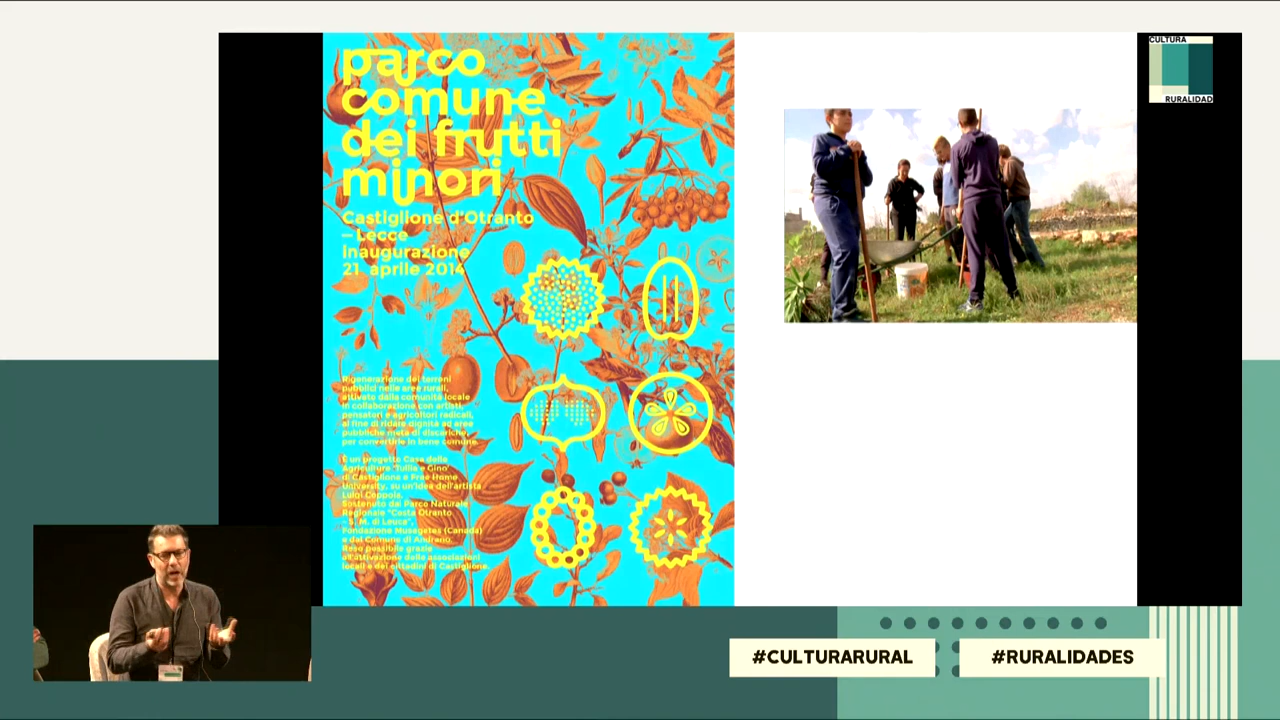 parco
comune
dei frutti
minori
Castiglione d'Otranto
– Lecce
Inaugurazione
21 aprile 2014
Rigenerazione dei terreni
pubblici nelle aree rurali,
attivato dalla comunità locale
in collaborazione con artisti,
pensatori e agricoltori radicali,
al fine di ridare dignità ad aree
pubbliche meta di discariche,
per convertirle in bene comune.
È un progetto Casa delle
Agriculture "Tullia e Gino"
di Castiglione e Free Home
University, su un'idea dell'artista
Luigi Coppola.
Sostenuto dal Parco Naturale
Regionale "Costa Otranto
– S. M. di Leuca",
Fondazione Musagetes (Canada)
e dal Comune di Andrano.
Reso possibile grazie
all'attivazione delle associazioni
locali e dei cittadini di Castiglione.
CULTURA
RURALIDAD
#CULTURARURAL
#RURALIDADES